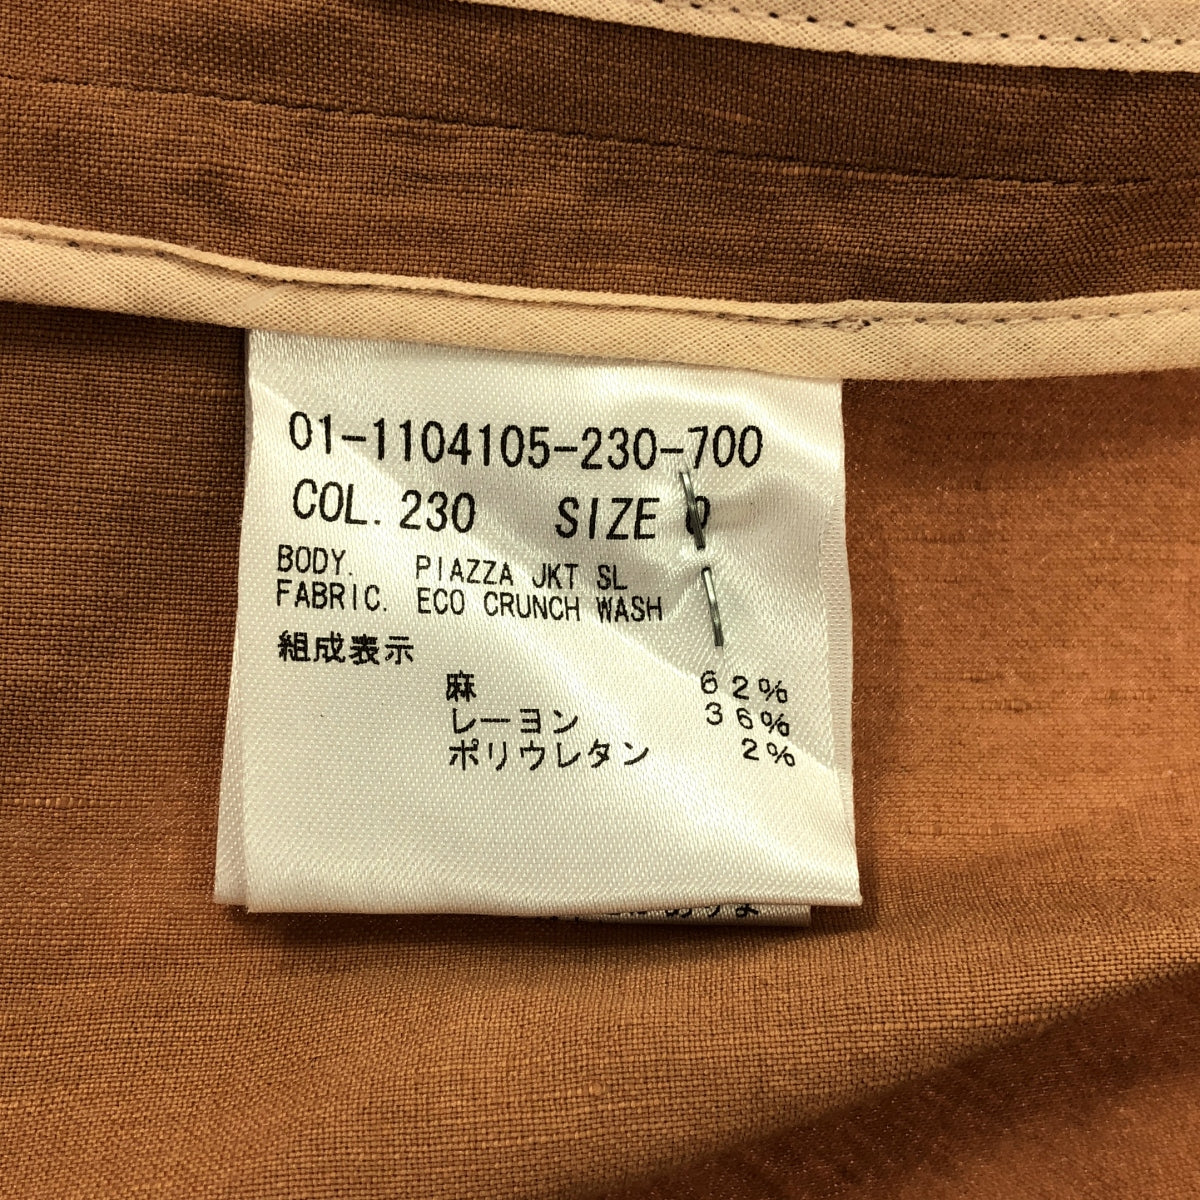 01-1104105-230-700
COL. 230 SIZE 0
BODY. PIAZZA JKT SL
FABRIC. ECO CRUNCH WASH
組成表示
麻 62%
レーヨン 36%
ポリウレタン 2%